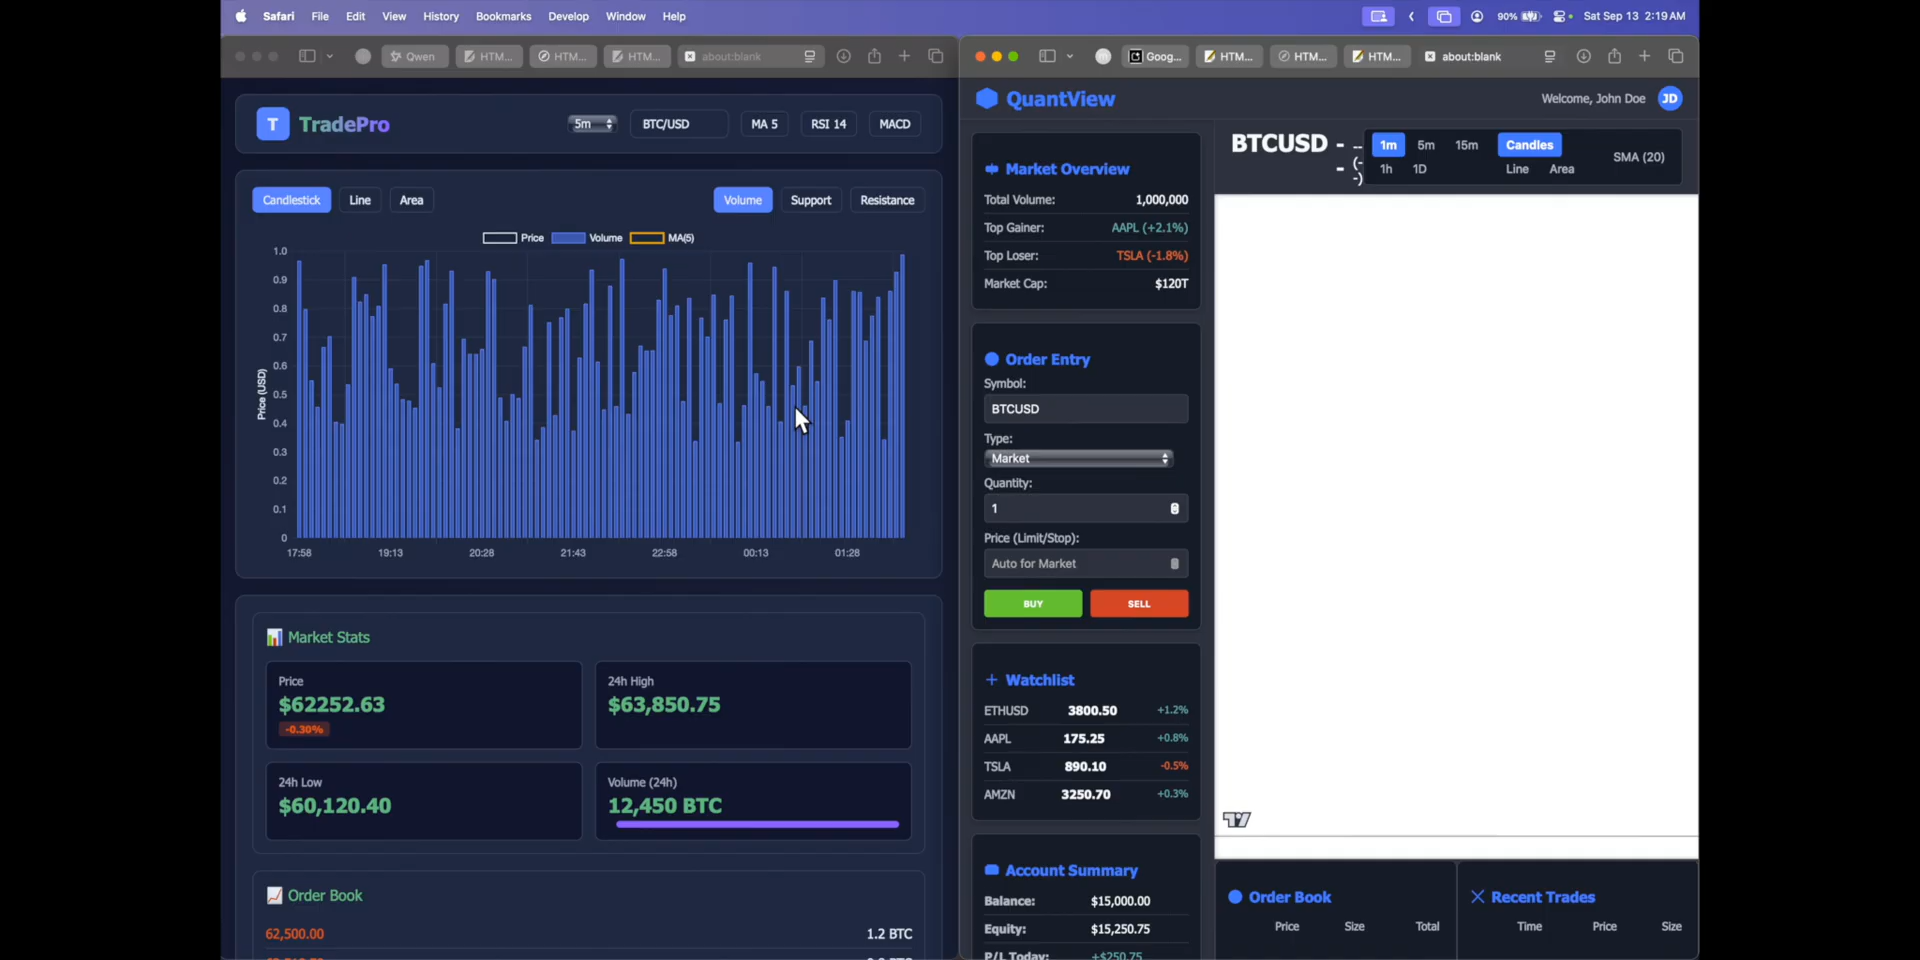 Safari File Edit View History Bookmarks Develop Window Help
90% Sat Sep 13 2:19 AM
Qwen HTM... HTM... HTM... about:blank
Goog... HTM... HTM... HTM... about:blank
T TradePro
5m BTC/USD MA 5 RSI 14 MACD
Candlestick Line Area Volume Support Resistance
Price Volume MA(5)
1.0
0.9
0.8
0.7
0.6
0.5
0.4
0.3
0.2
0.1
0
Price (USD)
17:58 19:13 20:28 21:43 22:58 00:13 01:28
📊 Market Stats
Price
$62252.63
-0.30%
24h High
$63,850.75
24h Low
$60,120.40
Volume (24h)
12,450 BTC
📈 Order Book
62,500.00 1.2 BTC
QuantView
Welcome, John Doe JD
Market Overview
Total Volume: 1,000,000
Top Gainer: AAPL (+2.1%)
Top Loser: TSLA (-1.8%)
Market Cap: $120T
Order Entry
Symbol:
BTCUSD
Type:
Market
Quantity:
1
Price (Limit/Stop):
Auto for Market
BUY SELL
Watchlist
ETHUSD 3800.50 +1.2%
AAPL 175.25 +0.8%
TSLA 890.10 -0.5%
AMZN 3250.70 +0.3%
Account Summary
Balance: $15,000.00
Equity: $15,250.75
P/L Today: +$250.75
BTCUSD - --
- (-
-)
1m 5m 15m
1h 1D
Candles
Line Area
SMA (20)
Order Book
Price Size Total
Recent Trades
Time Price Size